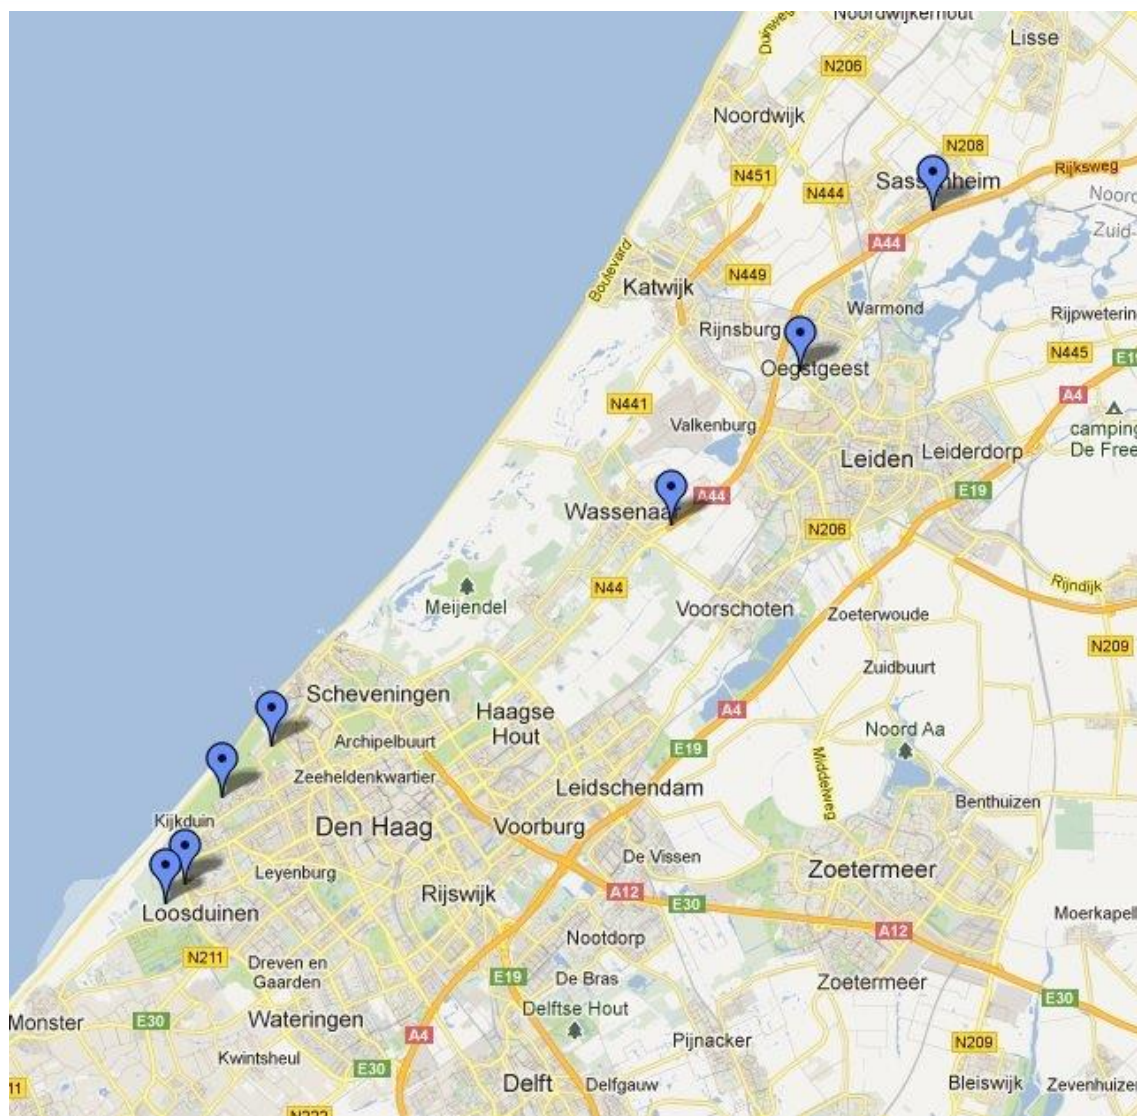 Noordwijkerhout
Lisse
Duinweg
N206
Noordwijk
N208
Rijksweg
N451
N444
Sassenheim
Noord
Zuid-
A44
Boulevard
N449
Katwijk
Warmond
Rijnsburg
Rijpwetering
N445
Oegstgeest
A4
N441
Valkenburg
camping
De Free
Leiden
Leiderdorp
E19
A44
Wassenaar
N206
Rijndijk
N44
Meijendel
Voorschoten
Zoeterwoude
N209
Zuidbuurt
Scheveningen
Haagse
Hout
A4
Noord Aa
Archipelbuurt
E19
Zeeheldenkwartier
Middelweg
Leidschendam
Benthuizen
Kijkduin
Den Haag
Voorburg
De Vissen
Zoetermeer
Leyenburg
Rijswijk
A12
E30
Loosduinen
Moerkapell
A12
Nootdorp
N211
Dreven en
Gaarden
E19
De Bras
Zoetermeer
E30
Delftse Hout
Monster
E30
Wateringen
A4
Pijnacker
N209
Kwintsheul
E30
11
Delft
Delfgauw
Bleiswijk
Zevenhuizen